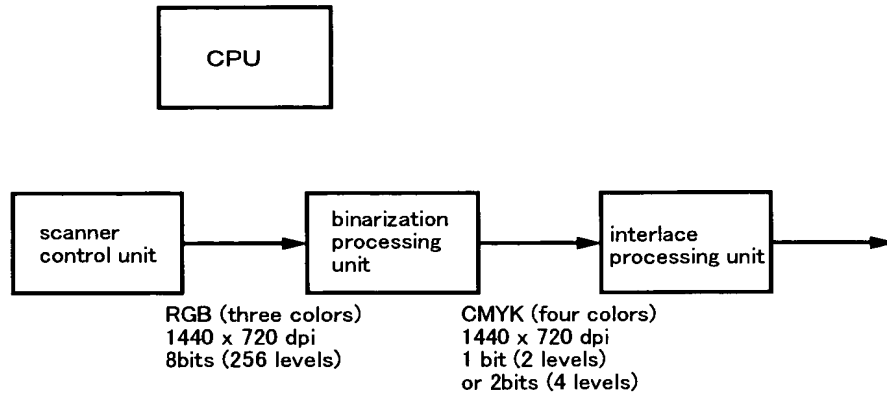 CPU
scanner
control unit
binarization
processing
unit
interlace
processing unit
RGB (three colors)
1440 x 720 dpi
8bits (256 levels)
CMYK (four colors)
1440 x 720 dpi
1 bit (2 levels)
or 2bits (4 levels)